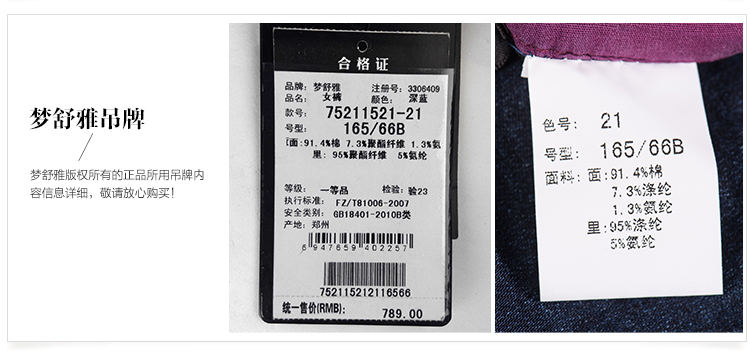 梦舒雅吊牌
梦舒雅版权所有的正品所用吊牌内
容信息详细，敬请放心购买！
合格证
品牌：梦舒雅 注册号：3306409
品名：女裤 颜色：深蓝
款号：75211521-21
号型：165/66B
面：91.4%棉 7.3%聚酯纤维 1.3%氨
里：95%聚酯纤维 5%氨纶
等级：一等品 检验：验23
执行标准：FZ/T81006-2007
安全类别：GB18401-2010B类
产地：郑州
6947659402257
752115212116566
统一售价(RMB)：789.00
色号：21
号型：165/66B
面料：面：91.4%棉
7.3%涤纶
1.3%氨纶
里：95%涤纶
5%氨纶